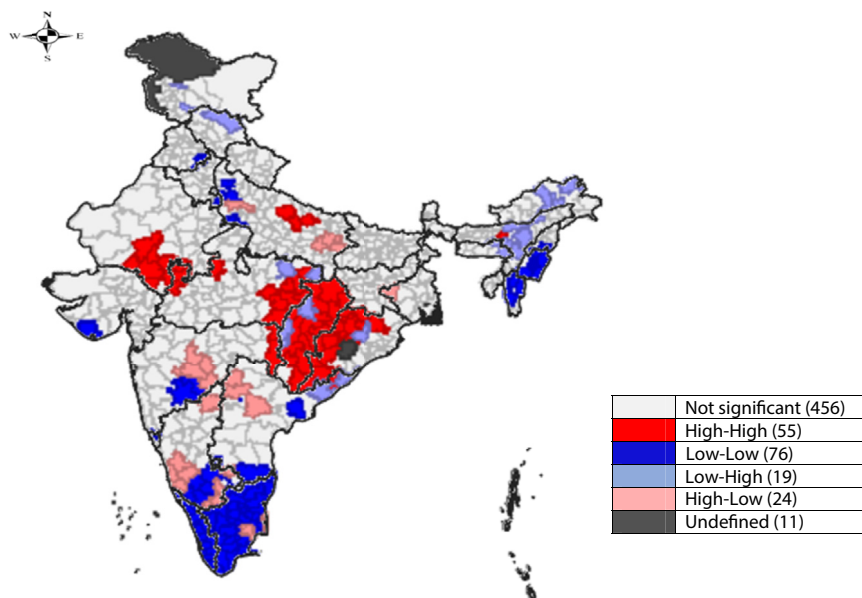 N
W E
S
Not significant (456)
High-High (55)
Low-Low (76)
Low-High (19)
High-Low (24)
Undefined (11)